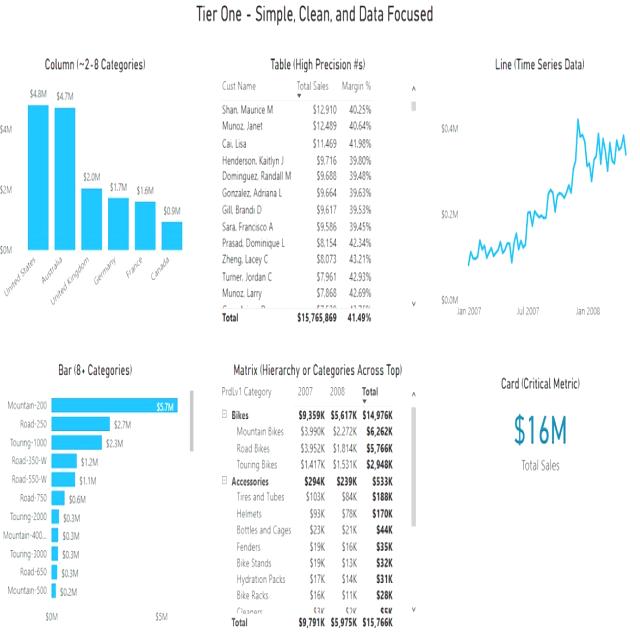 Tier One - Simple, Clean, and Data Focused
Column (~2-8 Categories)
$4M
$2M
$0M
$4.8M
$4.7M
$2.0M
$1.7M
$1.6M
$0.9M
United States
Australia
United Kingdom
Germany
France
Canada
Table (High Precision #s)
Cust Name Total Sales Margin %
Shan, Maurice M $12,910 40.25%
Munoz, Janet $12,489 40.64%
Cai, Lisa $11,469 41.98%
Henderson, Kaitlyn J $9,716 39.80%
Dominguez, Randall M $9,688 39.48%
Gonzalez, Adriana L $9,664 39.63%
Gill, Brandi D $9,617 39.53%
Sara, Francisco A $9,586 39.45%
Prasad, Dominique L $8,154 42.34%
Zheng, Lacey C $8,073 43.21%
Turner, Jordan C $7,961 42.93%
Munoz, Larry $7,868 42.69%
Total $15,765,869 41.49%
Line (Time Series Data)
$0.4M
$0.2M
$0.0M
Jan 2007 Jul 2007 Jan 2008
Bar (8+ Categories)
Mountain-200 $5.7M
Road-250 $2.7M
Touring-1000 $2.3M
Road-350-W $1.2M
Road-550-W $1.1M
Road-750 $0.6M
Touring-2000 $0.3M
Mountain-400... $0.3M
Touring-3000 $0.3M
Road-650 $0.3M
Mountain-500 $0.2M
$0M $5M
Matrix (Hierarchy or Categories Across Top)
PrdLv1 Category 2007 2008 Total
Bikes $9,359K $5,617K $14,976K
Mountain Bikes $3,990K $2,272K $6,262K
Road Bikes $3,952K $1,814K $5,766K
Touring Bikes $1,417K $1,531K $2,948K
Accessories $294K $239K $533K
Tires and Tubes $103K $84K $188K
Helmets $93K $78K $170K
Bottles and Cages $23K $21K $44K
Fenders $19K $16K $35K
Bike Stands $19K $13K $32K
Hydration Packs $17K $14K $31K
Bike Racks $16K $11K $28K
Cleaners $3K $2K $5K
Total $9,791K $5,975K $15,766K
Card (Critical Metric)
$16M
Total Sales